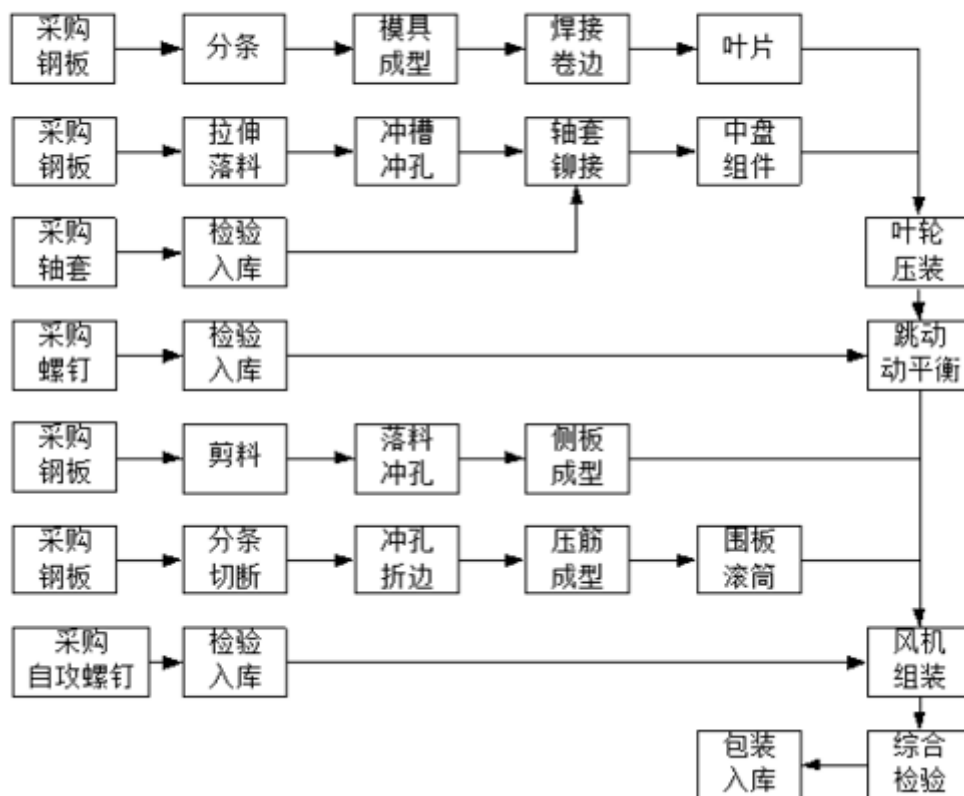 采购
钢板
分条
模具
成型
焊接
卷边
叶片
采购
钢板
拉伸
落料
冲槽
冲孔
轴套
铆接
中盘
组件
采购
轴套
检验
入库
叶轮
压装
采购
螺钉
检验
入库
跳动
动平衡
采购
钢板
剪料
落料
冲孔
侧板
成型
采购
钢板
分条
切断
冲孔
折边
压筋
成型
围板
滚筒
采购
自攻螺钉
检验
入库
风机
组装
包装
入库
综合
检验